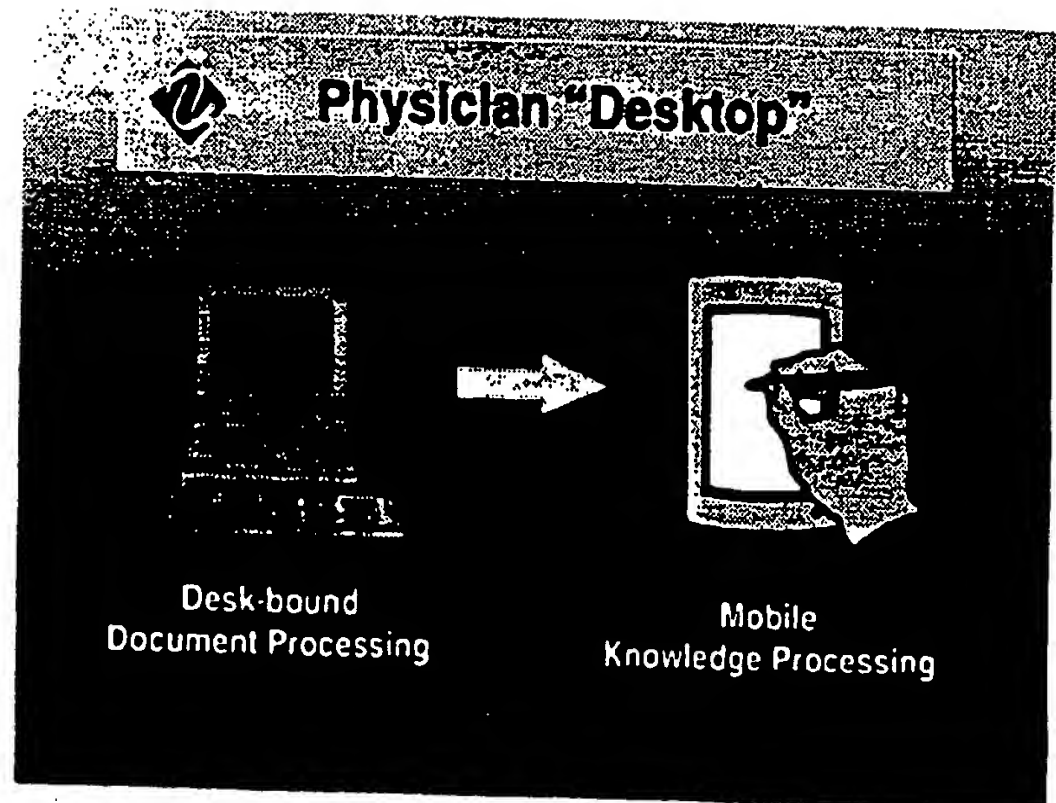 Physician "Desktop"
Desk-bound
Document Processing
Mobile
Knowledge Processing